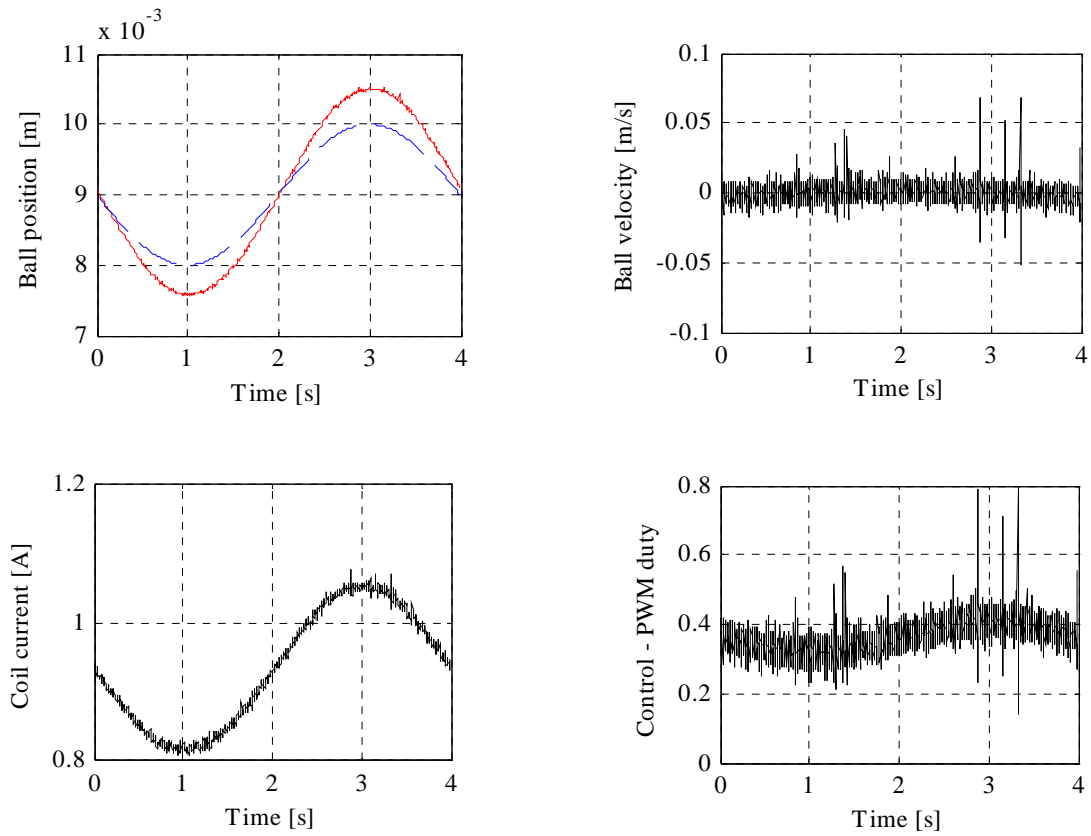 x 10^-3
11
10
9
8
7
Ball position [m]
0 1 2 3 4
Time [s]
0.1
0.05
0
-0.05
-0.1
Ball velocity [m/s]
0 1 2 3 4
Time [s]
1.2
1
0.8
Coil current [A]
0 1 2 3 4
Time [s]
0.8
0.6
0.4
0.2
0
Control - PWM duty
0 1 2 3 4
Time [s]